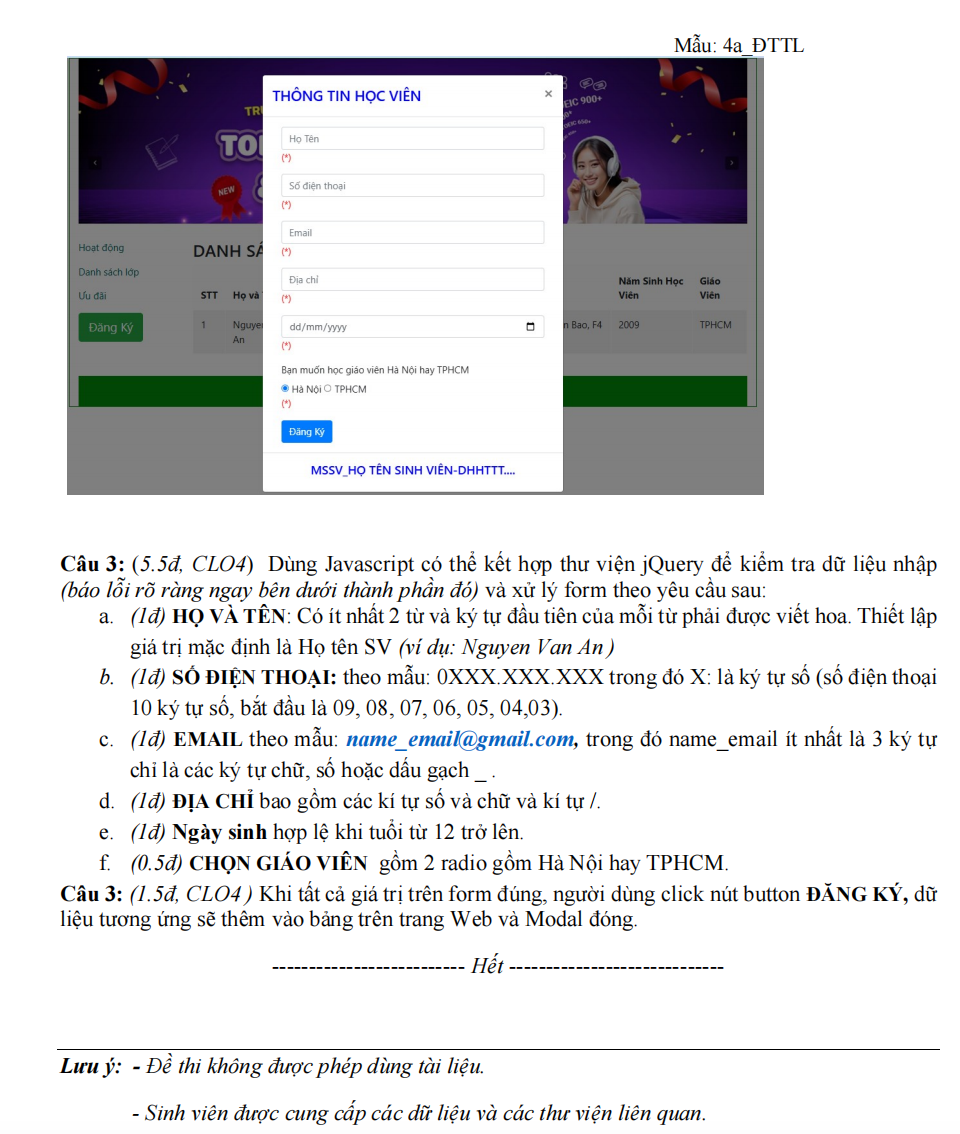 Mẫu: 4a_ĐTTL
THÔNG TIN HỌC VIÊN ×
EIC 900+
TOEIC 650+
TRU
TO
NEW
Họ Tên
(*)
Số điện thoại
(*)
Email
(*)
Địa chỉ
(*)
dd/mm/yyyy
(*)
Bạn muốn học giáo viên Hà Nội hay TPHCM
Hà Nội TPHCM
(*)
Đăng Ký
MSSV_HỌ TÊN SINH VIÊN-DHHTTT....
Hoạt động
Danh sách lớp
Ưu đãi
Đăng Ký
DANH SÁ
STT Họ và Năm Sinh Học Viên Giáo Viên
1 Nguye An n Bao, F4 2009 TPHCM
Câu 3: (5.5đ, CLO4) Dùng Javascript có thể kết hợp thư viện jQuery để kiểm tra dữ liệu nhập
(báo lỗi rõ ràng ngay bên dưới thành phần đó) và xử lý form theo yêu cầu sau:
a. (1đ) HỌ VÀ TÊN: Có ít nhất 2 từ và ký tự đầu tiên của mỗi từ phải được viết hoa. Thiết lập
giá trị mặc định là Họ tên SV (ví dụ: Nguyen Van An)
b. (1đ) SỐ ĐIỆN THOẠI: theo mẫu: 0XXX.XXX.XXX trong đó X: là ký tự số (số điện thoại
10 ký tự số, bắt đầu là 09, 08, 07, 06, 05, 04,03).
c. (1đ) EMAIL theo mẫu: name_email@gmail.com, trong đó name_email ít nhất là 3 ký tự
chỉ là các ký tự chữ, số hoặc dấu gạch _ .
d. (1đ) ĐỊA CHỈ bao gồm các kí tự số và chữ và kí tự /.
e. (1đ) Ngày sinh hợp lệ khi tuổi từ 12 trở lên.
f. (0.5đ) CHỌN GIÁO VIÊN gồm 2 radio gồm Hà Nội hay TPHCM.
Câu 3: (1.5đ, CLO4 ) Khi tất cả giá trị trên form đúng, người dùng click nút button ĐĂNG KÝ, dữ
liệu tương ứng sẽ thêm vào bảng trên trang Web và Modal đóng.
-------------------------- Hết -----------------------------
Lưu ý: - Đề thi không được phép dùng tài liệu.
- Sinh viên được cung cấp các dữ liệu và các thư viện liên quan.